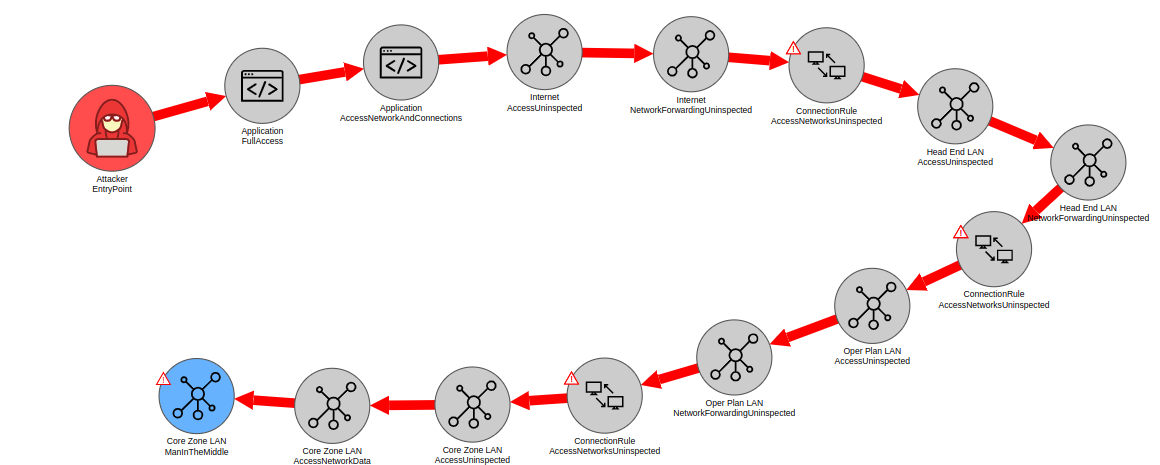 Attacker
EntryPoint
Application
FullAccess
Application
AccessNetworkAndConnections
Internet
AccessUninspected
Internet
NetworkForwardingUninspected
ConnectionRule
AccessNetworksUninspected
Head End LAN
AccessUninspected
Head End LAN
NetworkForwardingUninspected
ConnectionRule
AccessNetworksUninspected
Oper Plan LAN
AccessUninspected
Oper Plan LAN
NetworkForwardingUninspected
ConnectionRule
AccessNetworksUninspected
Core Zone LAN
AccessUninspected
Core Zone LAN
AccessNetworkData
Core Zone LAN
ManInTheMiddle